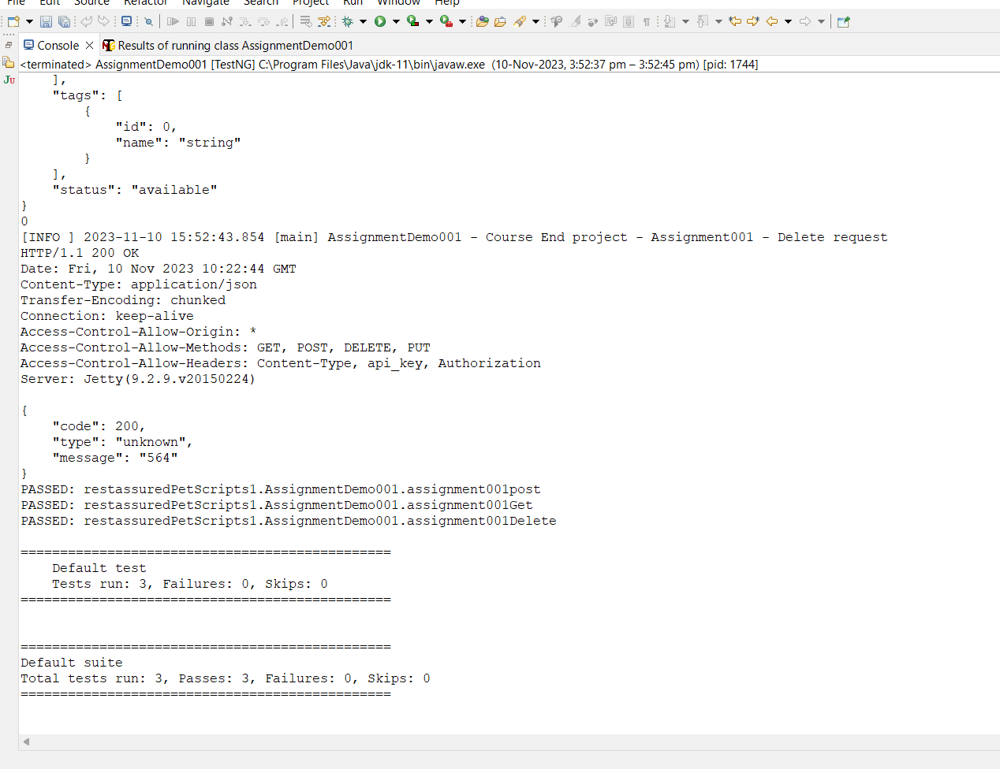 File Edit Source Refactor Navigate Search Project Run Window Help
Console Results of running class AssignmentDemo001
<terminated> AssignmentDemo001 [TestNG] C:\Program Files\Java\jdk-11\bin\javaw.exe (10-Nov-2023, 3:52:37 pm – 3:52:45 pm) [pid: 1744]
Ju
    ],
    "tags": [
        {
            "id": 0,
            "name": "string"
        }
    ],
    "status": "available"
}
0
[INFO ] 2023-11-10 15:52:43.854 [main] AssignmentDemo001 - Course End project - Assignment001 - Delete request
HTTP/1.1 200 OK
Date: Fri, 10 Nov 2023 10:22:44 GMT
Content-Type: application/json
Transfer-Encoding: chunked
Connection: keep-alive
Access-Control-Allow-Origin: *
Access-Control-Allow-Methods: GET, POST, DELETE, PUT
Access-Control-Allow-Headers: Content-Type, api_key, Authorization
Server: Jetty(9.2.9.v20150224)

{
    "code": 200,
    "type": "unknown",
    "message": "564"
}
PASSED: restassuredPetScripts1.AssignmentDemo001.assignment001post
PASSED: restassuredPetScripts1.AssignmentDemo001.assignment001Get
PASSED: restassuredPetScripts1.AssignmentDemo001.assignment001Delete

===============================================
    Default test
    Tests run: 3, Failures: 0, Skips: 0
===============================================


===============================================
Default suite
Total tests run: 3, Passes: 3, Failures: 0, Skips: 0
===============================================